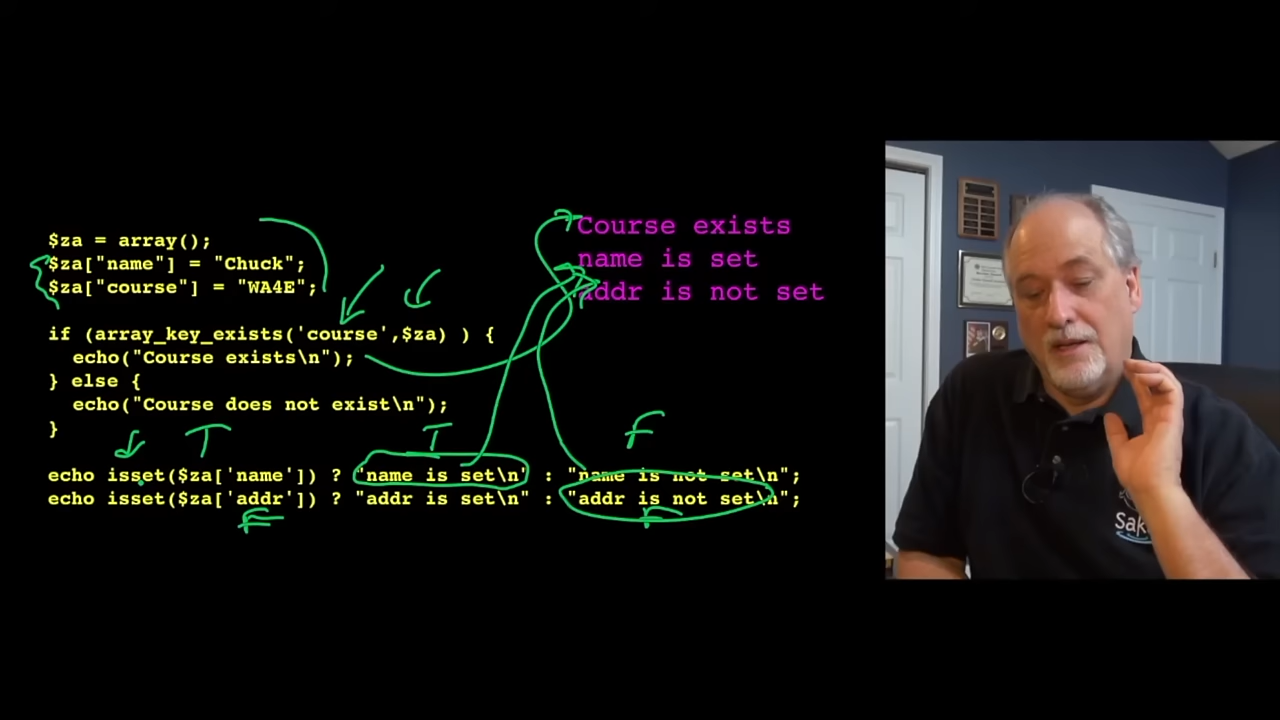 $za = array();
$za["name"] = "Chuck";
$za["course"] = "WA4E";
if (array_key_exists('course',$za) ) {
echo("Course exists\n");
} else {
echo("Course does not exist\n");
}
echo isset($za['name']) ? "name is set\n" : "name is not set\n";
echo isset($za['addr']) ? "addr is set\n" : "addr is not set\n";
Course exists
name is set
addr is not set
T
T
F
F
F